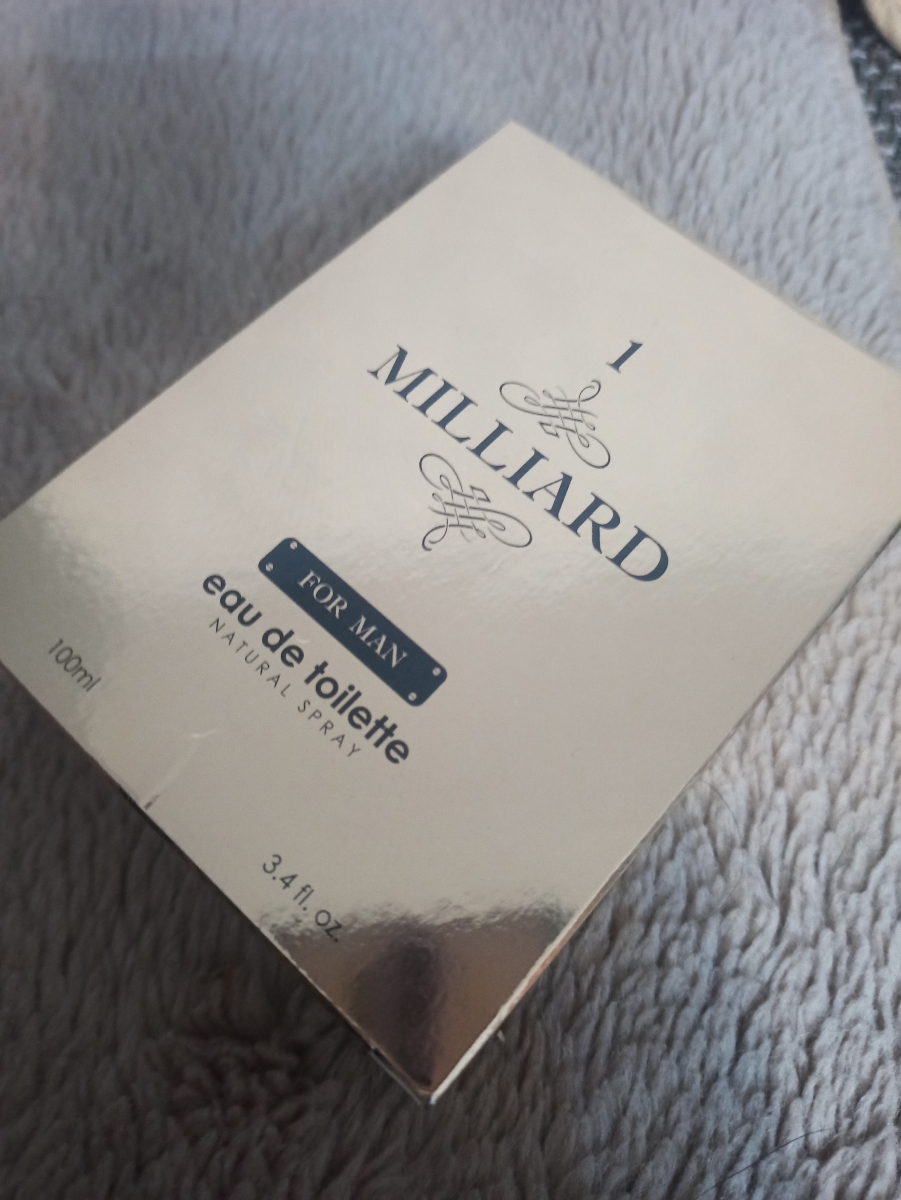 1
MILLIARD
FOR MAN
eau de toilette
NATURAL SPRAY
100ml
3.4 fl. oz.